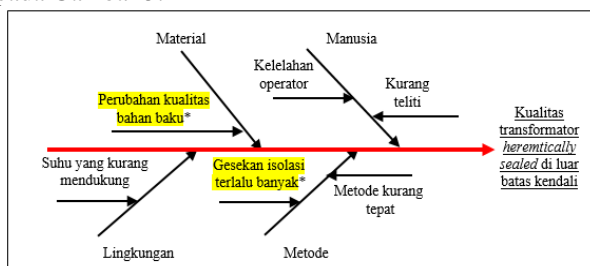 Material
Manusia
Kelelahan
operator
Kurang
teliti
Perubahan kualitas
bahan baku*
Kualitas
transformator
heremtically
sealed di luar
batas kendali
Suhu yang kurang
mendukung
Gesekan isolasi
terlalu banyak*
Metode kurang
tepat
Lingkungan
Metode